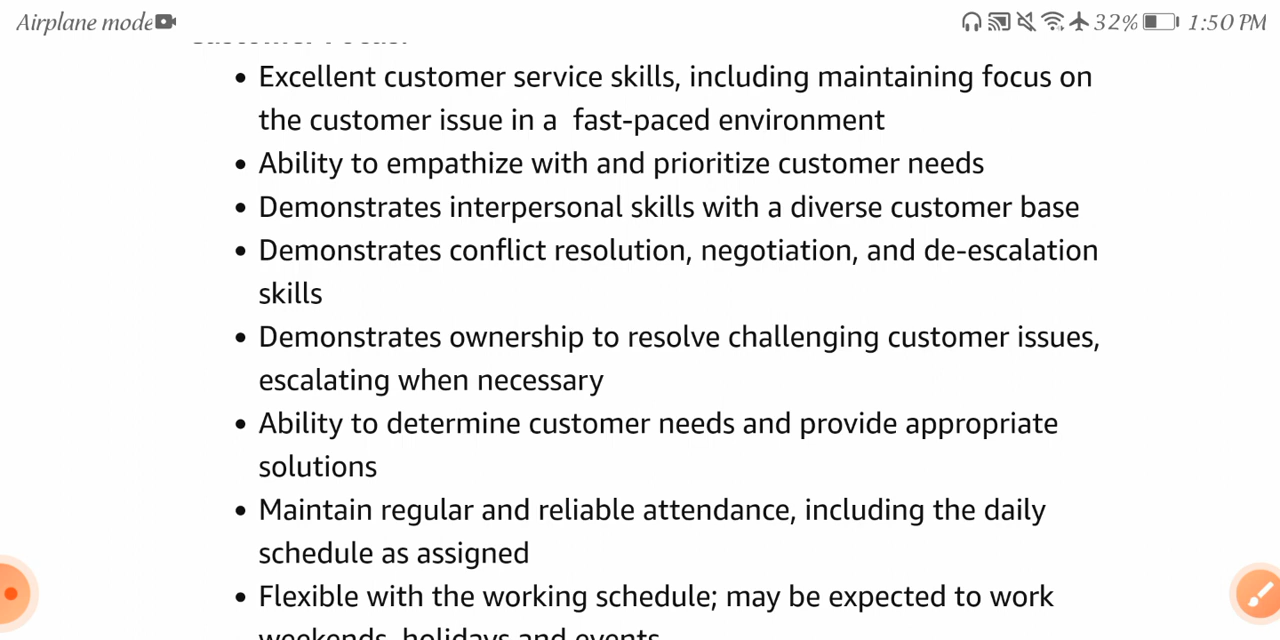 Airplane mode 32% 1:50 PM
• Excellent customer service skills, including maintaining focus on
the customer issue in a  fast-paced environment
• Ability to empathize with and prioritize customer needs
• Demonstrates interpersonal skills with a diverse customer base
• Demonstrates conflict resolution, negotiation, and de-escalation
skills
• Demonstrates ownership to resolve challenging customer issues,
escalating when necessary
• Ability to determine customer needs and provide appropriate
solutions
• Maintain regular and reliable attendance, including the daily
schedule as assigned
• Flexible with the working schedule; may be expected to work
weekends, holidays and events